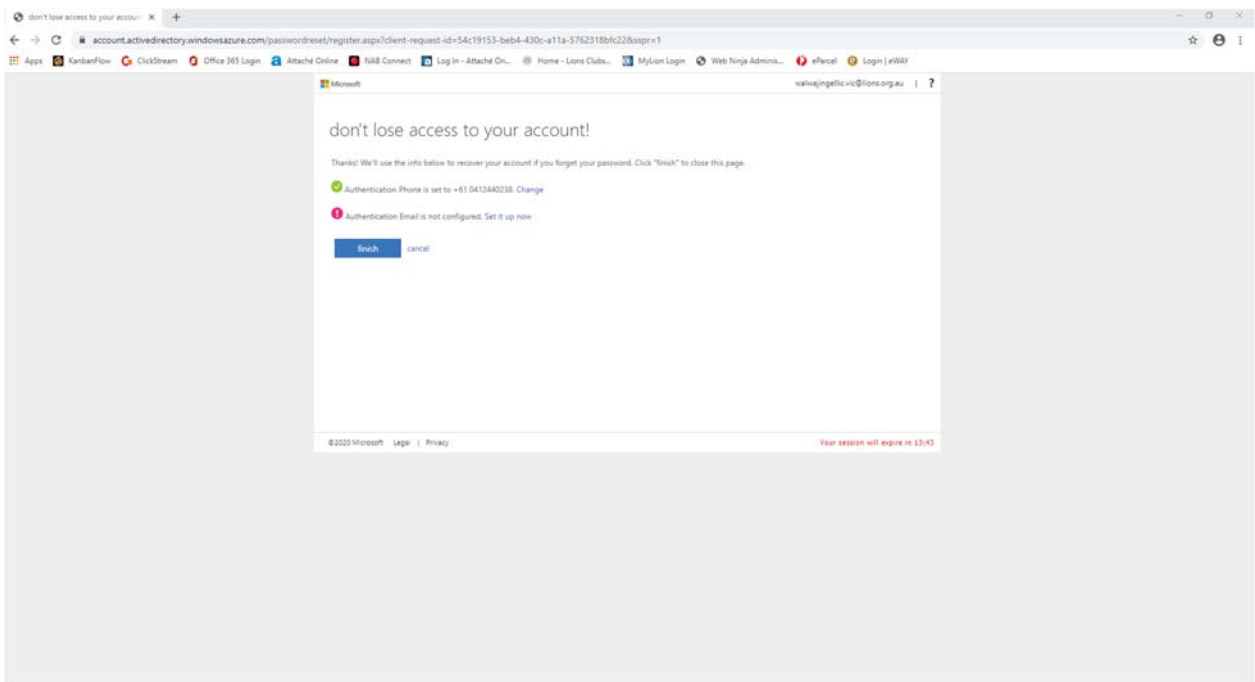 don't lose access to your accoun
account.activedirectory.windowsazure.com/passwordreset/register.aspx?client-request-id=54c19153-beb4-430c-a11a-5762318bfc22&sspr=1
Apps KanbanFlow ClickStream Office 365 Login Attaché Online NAB Connect Log In - Attaché On... Home - Lions Clubs... MyLion Login Web Ninja Adminis... eParcel Login | eWAY
Microsoft walwajingellic.vic@lions.org.au | ?
don't lose access to your account!
Thanks! We'll use the info below to recover your account if you forget your password. Click "finish" to close this page.
Authentication Phone is set to +61 0412440238. Change
Authentication Email is not configured. Set it up now
finish cancel
©2020 Microsoft Legal | Privacy Your session will expire in 13:43